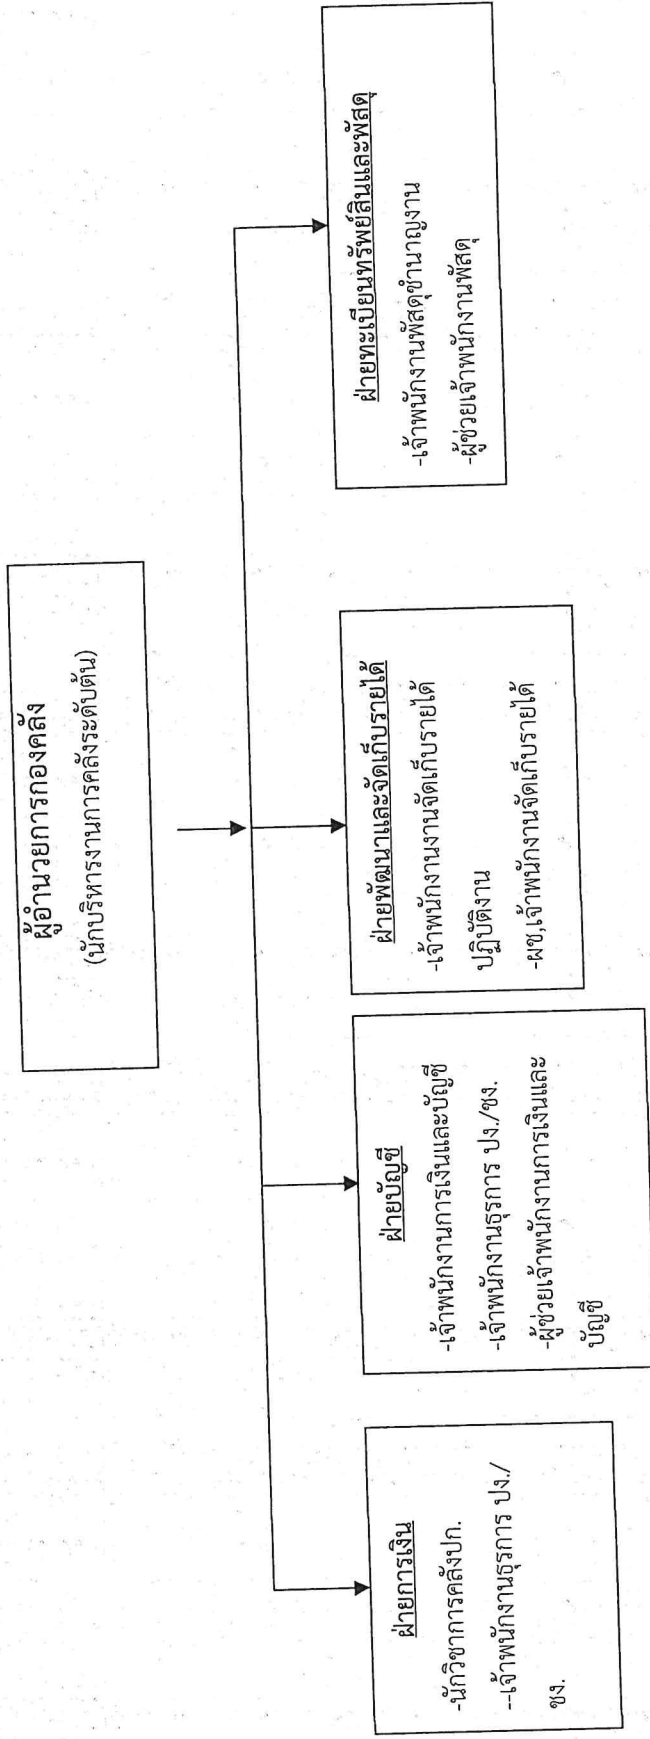 ผู้อำนวยการกองคลัง
(นักบริหารงานการคลังระดับต้น)
ฝ่ายการเงิน
-นักวิชาการคลังปก.
--เจ้าพนักงานธุรการ ปง./
ชง.
ฝ่ายบัญชี
-เจ้าพนักงานการเงินและบัญชี
-เจ้าพนักงานธุรการ ปง./ชง.
-ผู้ช่วยเจ้าพนักงานการเงินและ
บัญชี
ฝ่ายพัฒนาและจัดเก็บรายได้
-เจ้าพนักงานงานจัดเก็บรายได้
ปฏิบัติงาน
-ผช,เจ้าพนักงานจัดเก็บรายได้
ฝ่ายทะเบียนทรัพย์สินและพัสดุ
-เจ้าพนักงานพัสดุชำนาญงาน
-ผู้ช่วยเจ้าพนักงานพัสดุ